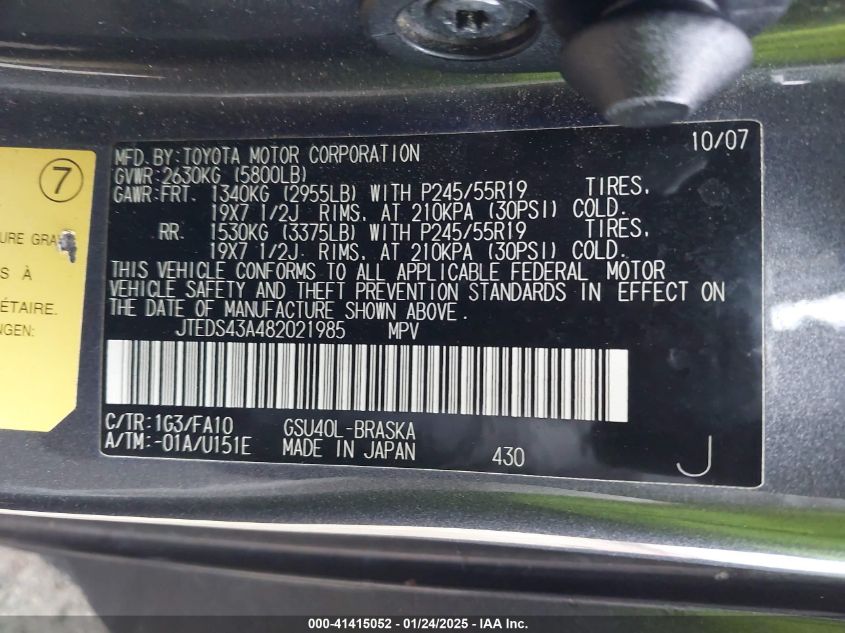 7
URE GRA
S À
ÉTAIRE.
NGEN:
10/07
MFD.BY:TOYOTA MOTOR CORPORATION
GVWR:2630KG (5800LB)
GAWR:FRT. 1340KG (2955LB) WITH P245/55R19 TIRES,
19X7 1/2J RIMS, AT 210KPA (30PSI) COLD.
RR. 1530KG (3375LB) WITH P245/55R19 TIRES,
19X7 1/2J RIMS, AT 210KPA (30PSI) COLD.
THIS VEHICLE CONFORMS TO ALL APPLICABLE FEDERAL MOTOR
VEHICLE SAFETY AND THEFT PREVENTION STANDARDS IN EFFECT ON
THE DATE OF MANUFACTURE SHOWN ABOVE.
JTEDS43A482021985 MPV
C/TR:1G3/FA10 GSU40L-BRASKA
A/TM:-01A/U151E MADE IN JAPAN 430 J
000-41415052 - 01/24/2025 - IAA Inc.